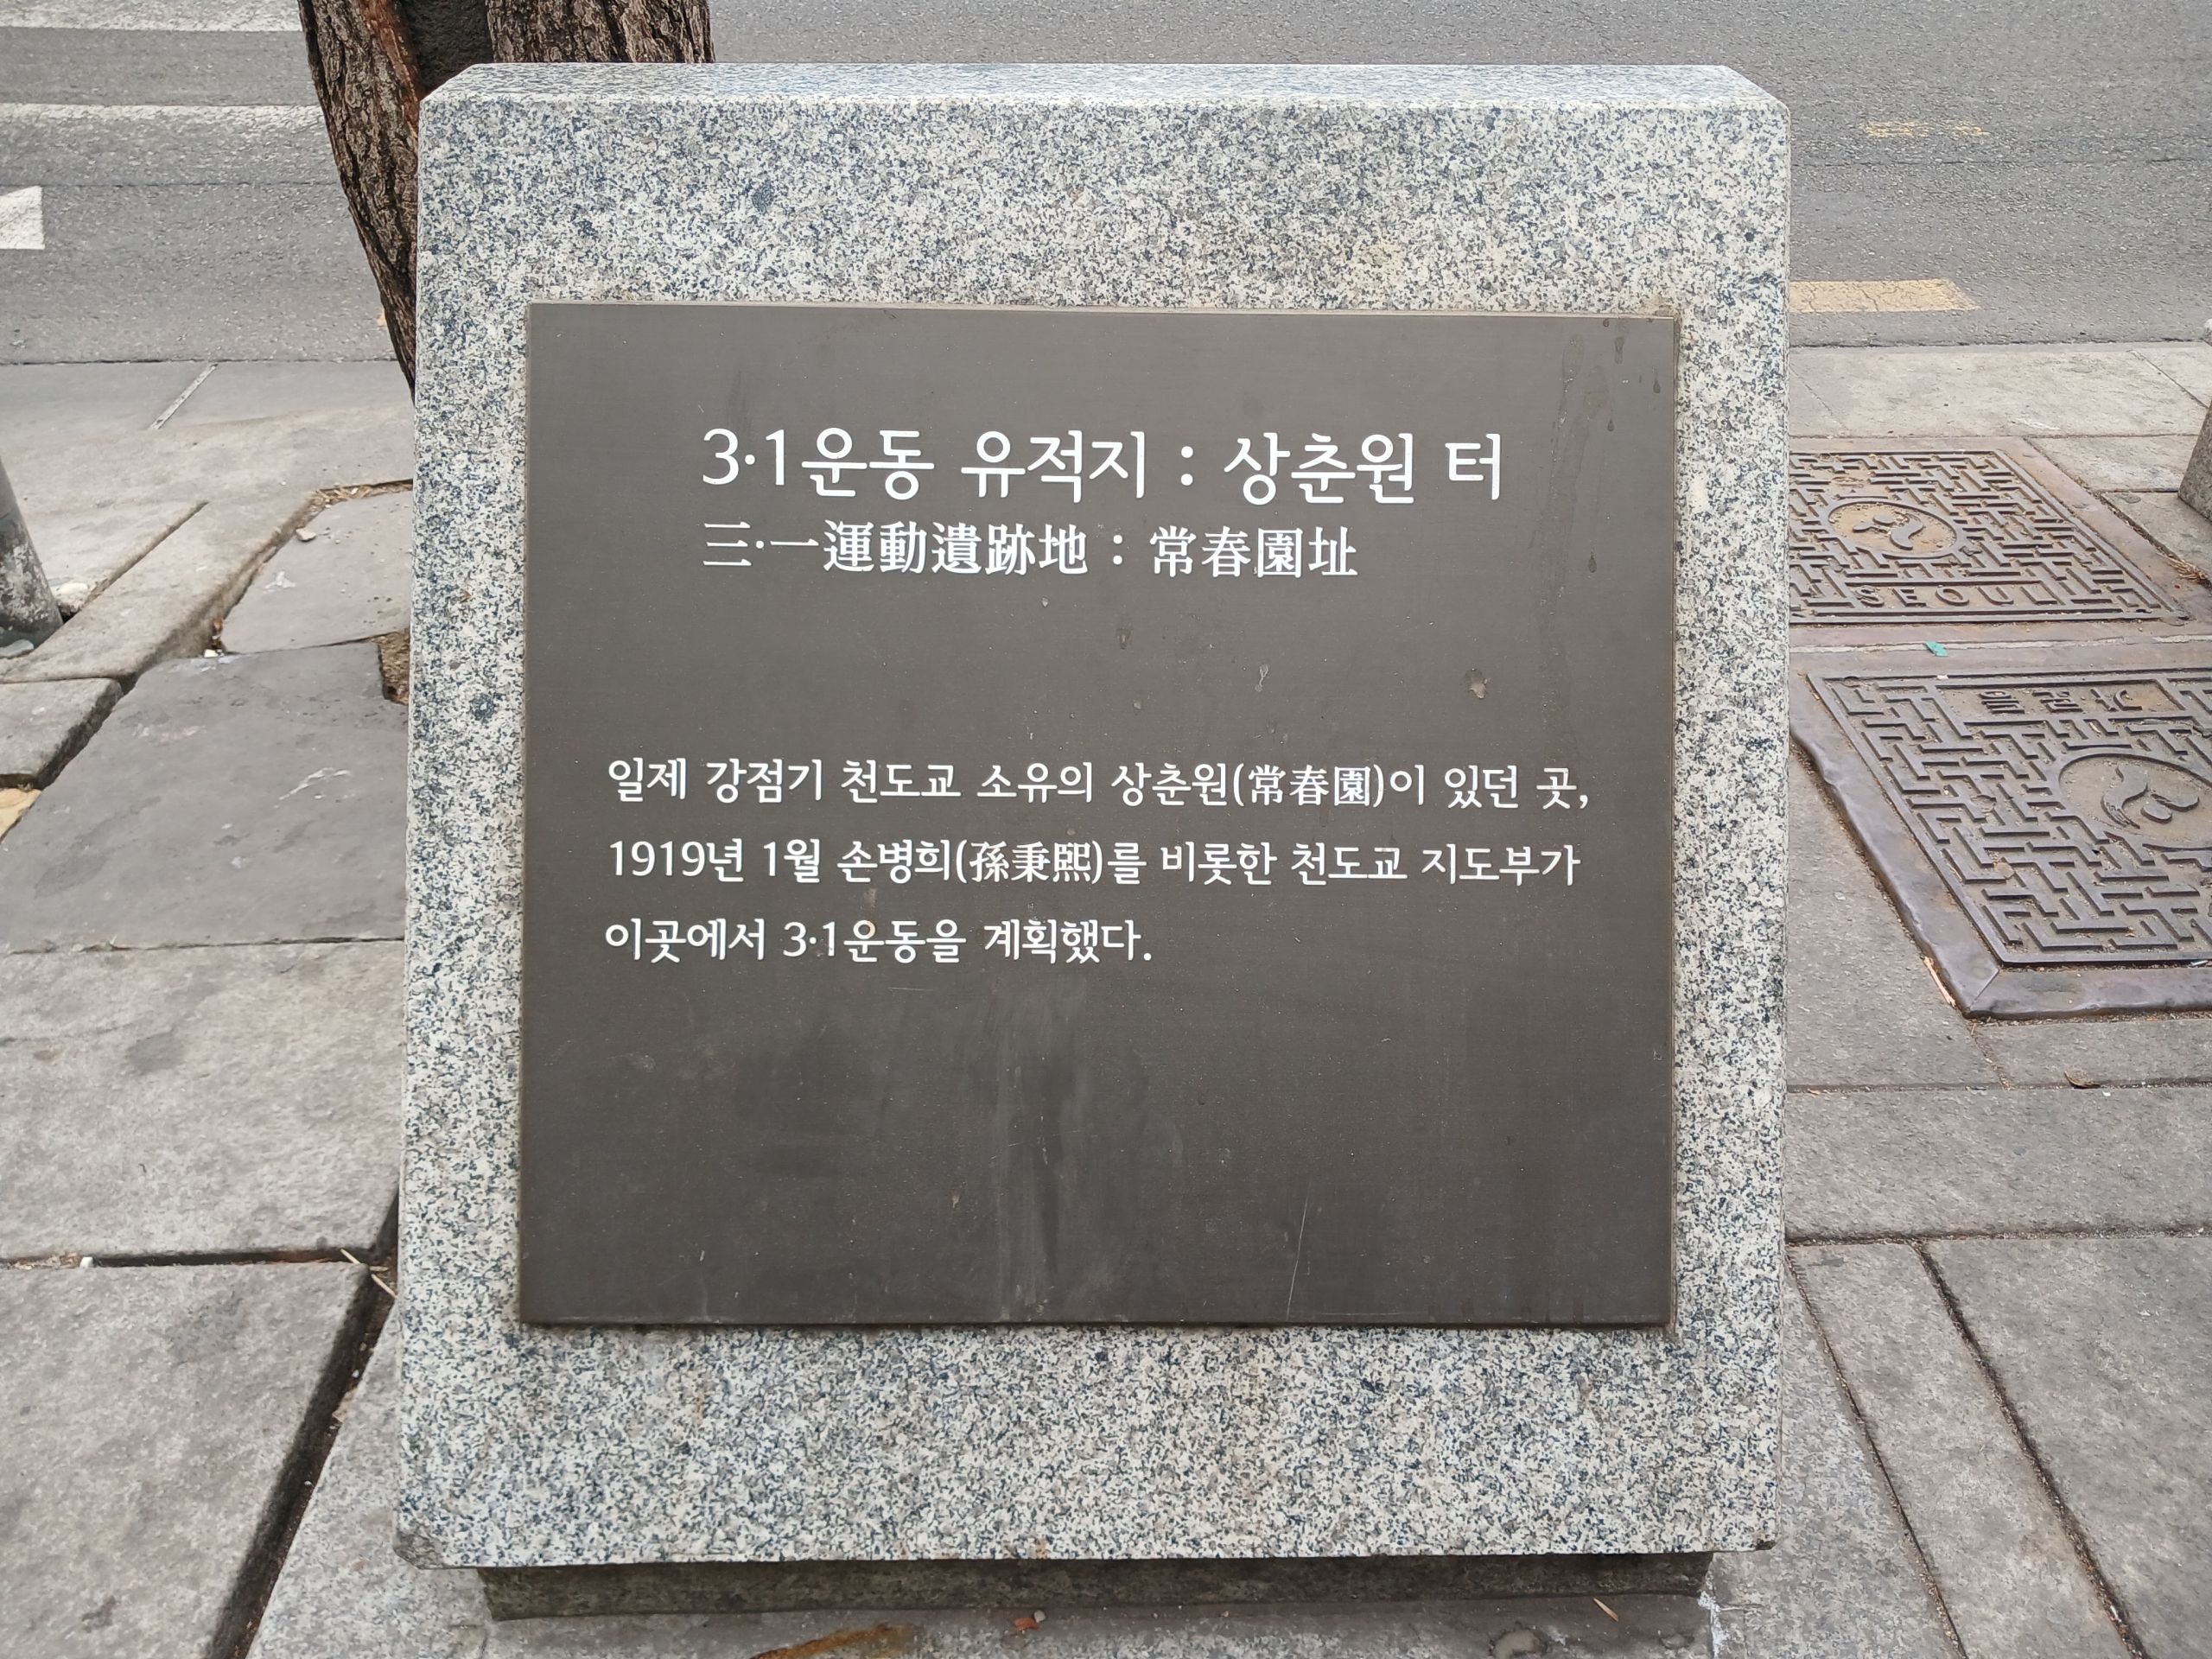 3·1운동 유적지 : 상춘원 터
三·一運動遺跡地 : 常春園址
일제 강점기 천도교 소유의 상춘원(常春園)이 있던 곳,
1919년 1월 손병희(孫秉熙)를 비롯한 천도교 지도부가
이곳에서 3·1운동을 계획했다.
SEOUL